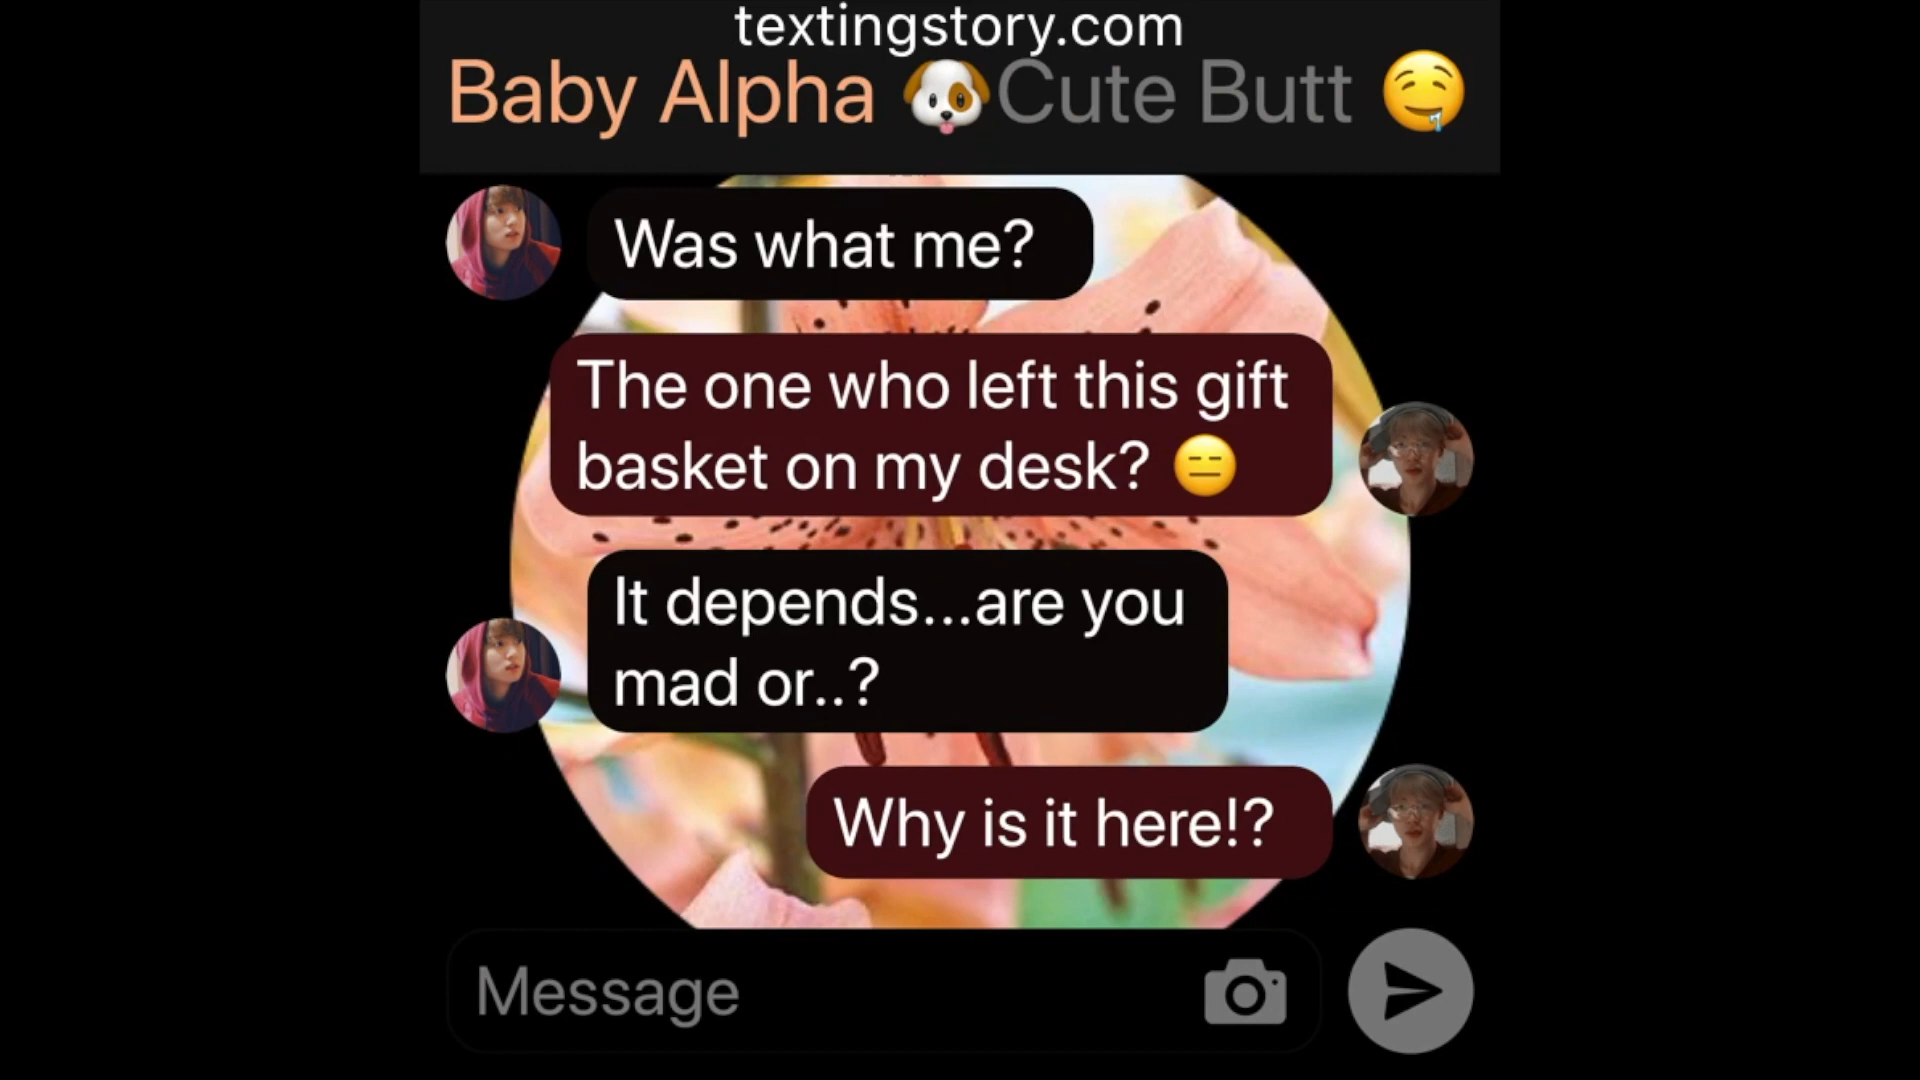 textingstory.com
Baby Alpha 🐶Cute Butt 🤤
Was what me?
The one who left this gift
basket on my desk? 😑
It depends...are you
mad or..?
Why is it here!?
Message